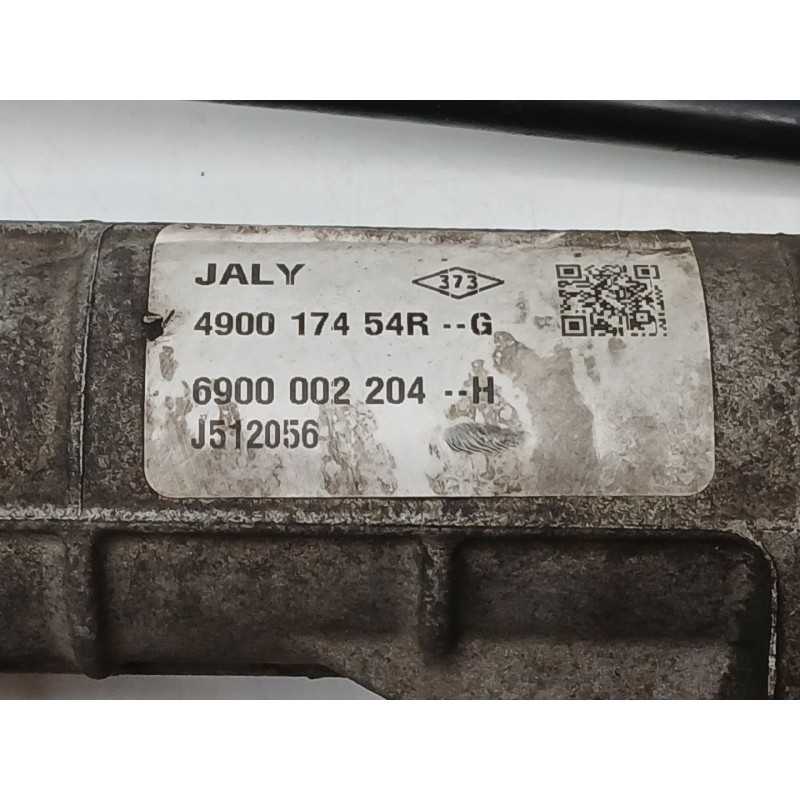 JALY
373
4900 174 54R --G
6900 002 204 --H
J512056